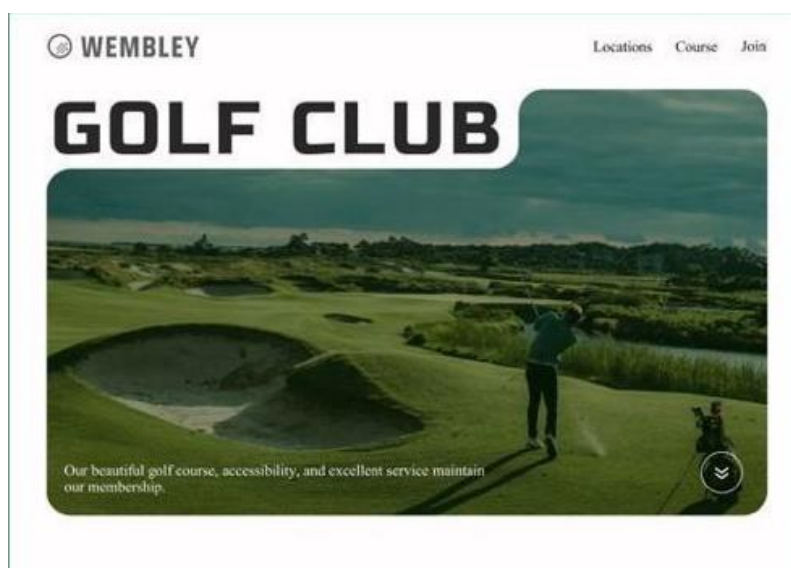 WEMBLEY
Locations Course Join
GOLF CLUB
Our beautiful golf course, accessibility, and excellent service maintain
our membership.